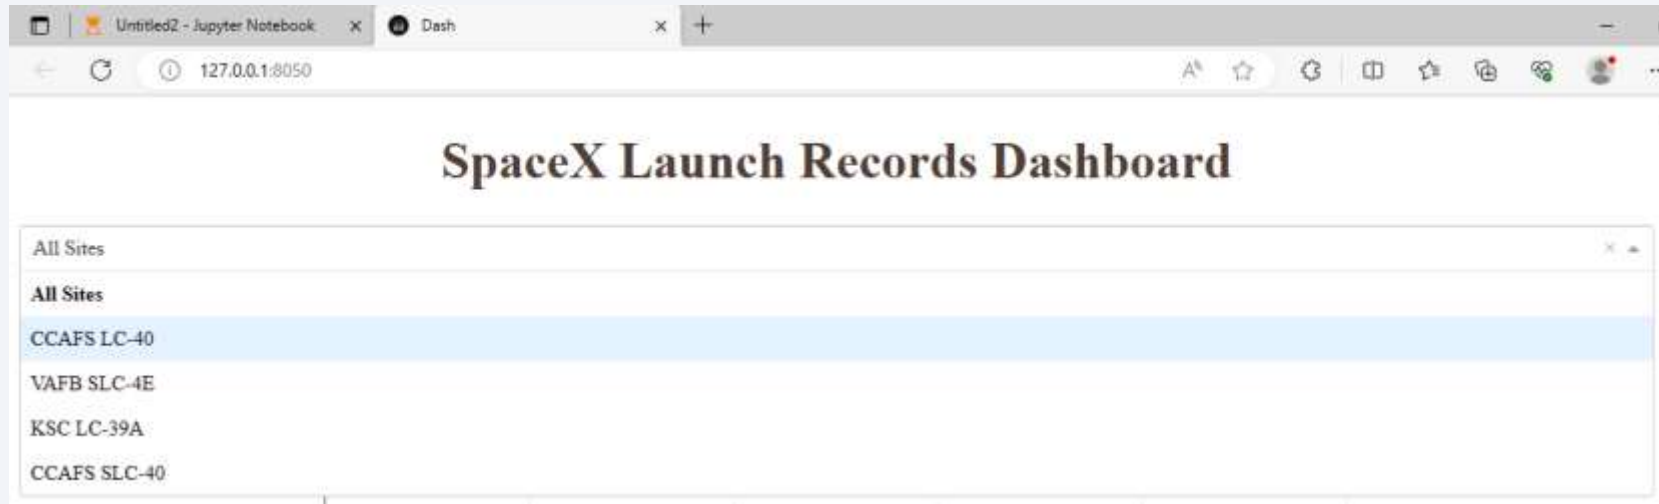 Untitled2 - Jupyter Notebook
Dash
127.0.0.1:8050
SpaceX Launch Records Dashboard
All Sites
All Sites
CCAFS LC-40
VAFB SLC-4E
KSC LC-39A
CCAFS SLC-40